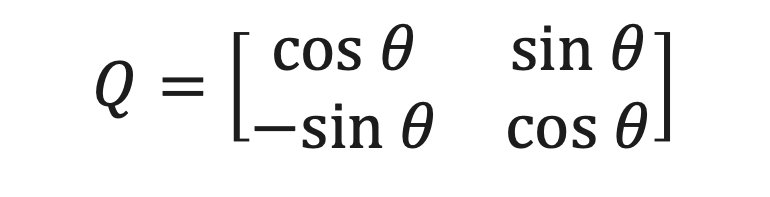 Q = [ cos θ sin θ
−sin θ cos θ ]